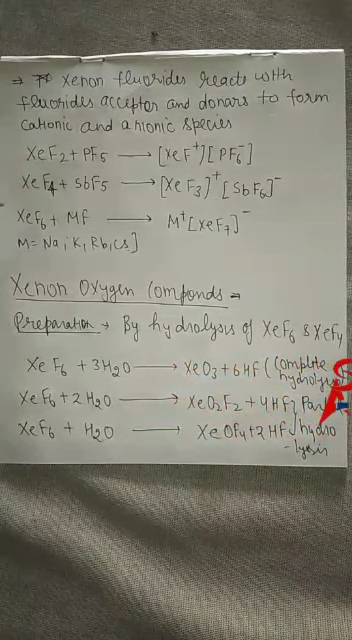 → Xenon fluorides reacts with
fluorides acceptor and donars to form
cationic and anionic species
XeF2 + PF5 ⟶ [XeF+][PF6-]
XeF4 + SbF5 ⟶ [XeF3]+ [SbF6]-
XeF6 + MF ⟶ M+[XeF7]-
M = Na, K, Rb, Cs]
Xenon Oxygen Componds →
Preparation → By hydrolysis of XeF6 & XeF4
XeF6 + 3H2O ⟶ XeO3 + 6HF (complete
hydrolysis
XeF6 + 2H2O ⟶ XeO2F2 + 4HF
XeF6 + H2O ⟶ XeOF4 + 2HF hydro
-lysis